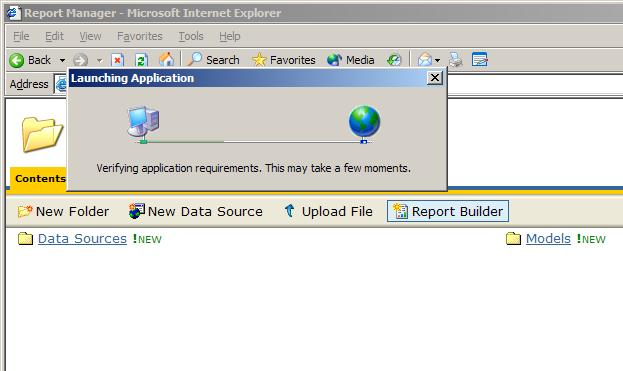 Report Manager - Microsoft Internet Explorer
File Edit View Favorites Tools Help
Back Search Favorites Media
Address
Launching Application
Verifying application requirements. This may take a few moments.
Contents
New Folder New Data Source Upload File Report Builder
Data Sources !NEW Models !NEW